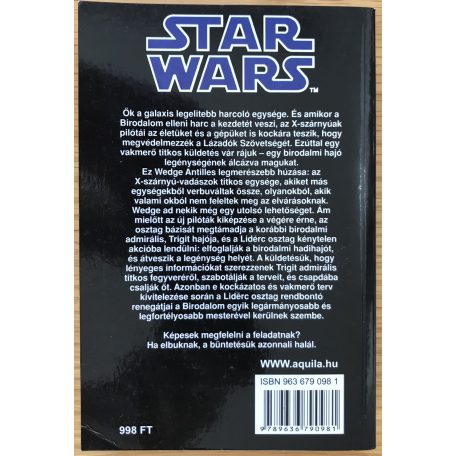 STAR
WARS
TM
Ők a galaxis legelitebb harcoló egysége. És amikor a
Birodalom elleni harc a kezdetét veszi, az X-szárnyúak
pilótái az életüket és a gépüket is kockára teszik, hogy
megvédelmezzék a Lázadók Szövetségét. Ezúttal egy
vakmerő titkos küldetés vár rájuk – egy birodalmi hajó
legénységének álcázva magukat.
Ez Wedge Antilles legmerészebb húzása: az
X-szárnyú-vadászok titkos egysége, akiket más
egységekből verbuváltak össze, olyanokból, akik
valami okból nem feleltek meg az elvárásoknak.
Wedge ad nekik még egy utolsó lehetőséget. Ám
mielőtt az új pilóták kiképzése a végére érne, az
osztag bázisát megtámadja a korábbi birodalmi
admirális, Trigit hajója, és a Lidérc osztag kénytelen
akcióba lendülni: elfoglalják a birodalmi hadihajót,
és átveszik a legénység helyét. A küldetésük, hogy
lényeges információkat szerezzenek Trigit admirális
titkos fegyveréről, szabotálják a terveit, és csapdába
csalják őt. Azonban e kockázatos és vakmerő terv
kivitelezése során a Lidérc osztag rendbontó
renegátjai a Birodalom egyik legármányosabb és
legfortélyosabb mesterével kerülnek szembe.
Képesek megfelelni a feladatnak?
Ha elbuknak, a büntetésük azonnali halál.
www.aquila.hu
ISBN 963 679 098 1
9 789636 790981
998 FT